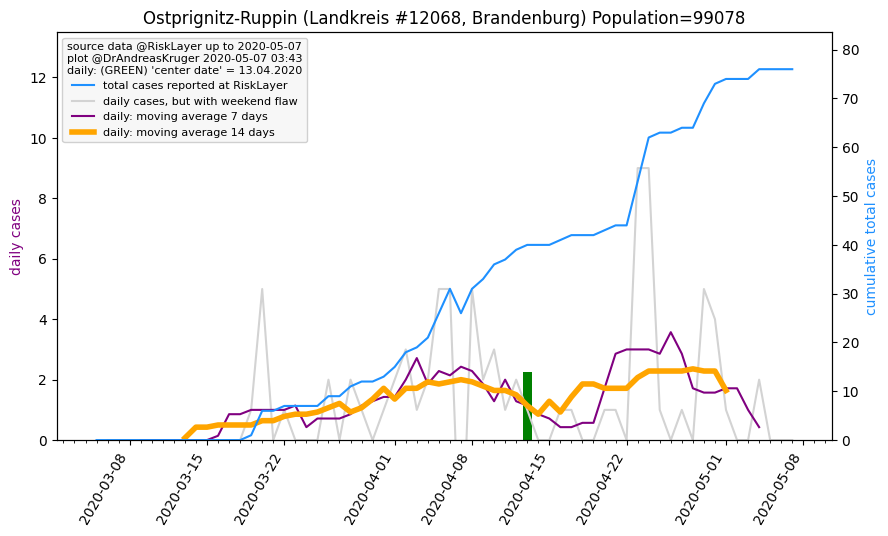 Ostprignitz-Ruppin (Landkreis #12068, Brandenburg) Population=99078
source data @RiskLayer up to 2020-05-07
plot @DrAndreasKruger 2020-05-07 03:43
daily: (GREEN) 'center date' = 13.04.2020
total cases reported at RiskLayer
daily cases, but with weekend flaw
daily: moving average 7 days
daily: moving average 14 days
daily cases
12
10
8
6
4
2
0
80
70
60
50
40
30
20
10
0
cumulative total cases
2020-03-08
2020-03-15
2020-03-22
2020-04-01
2020-04-08
2020-04-15
2020-04-22
2020-05-01
2020-05-08